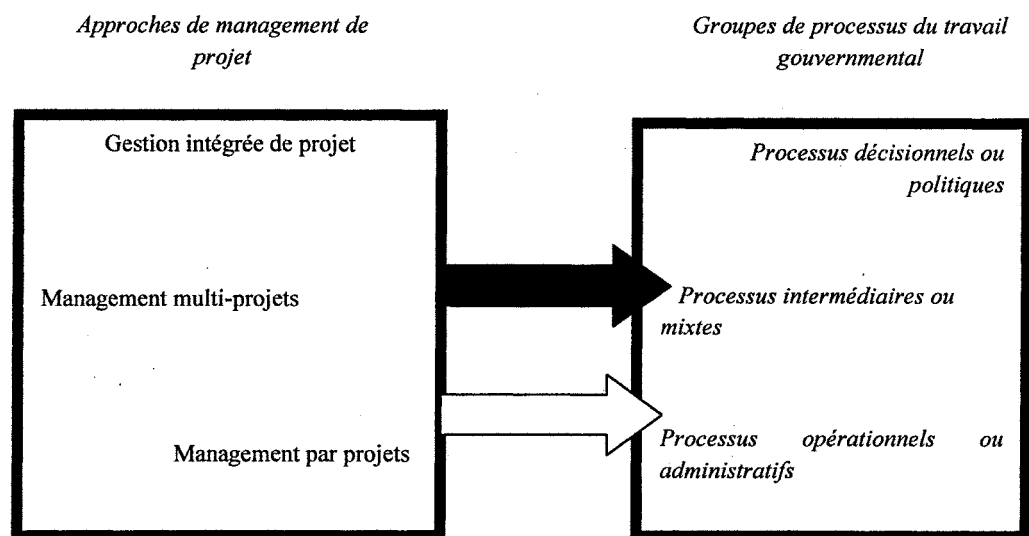 Approches de management de
projet
Groupes de processus du travail
gouvernmental
Gestion intégrée de projet
Management multi-projets
Management par projets
Processus décisionnels ou
politiques
Processus intermédiaires ou
mixtes
Processus opérationnels ou
administratifs